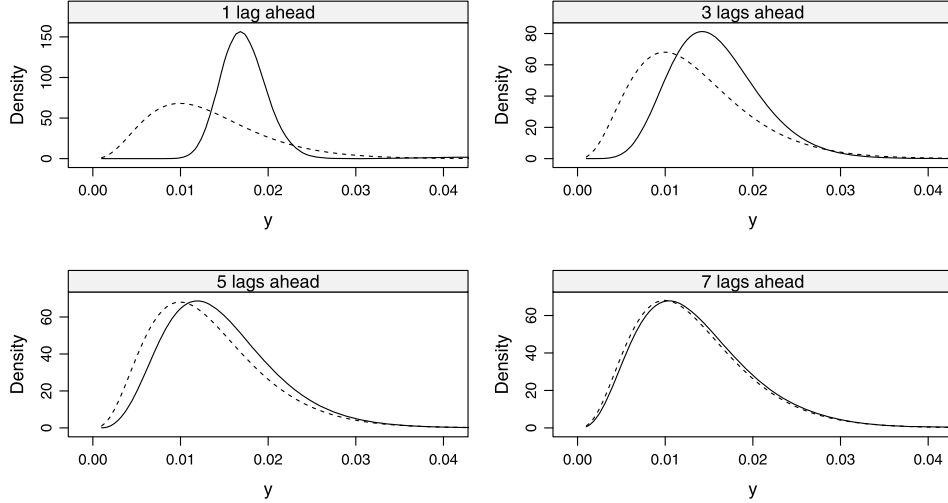 1 lag ahead
Density
0 50 100 150
0.00 0.01 0.02 0.03 0.04
y
3 lags ahead
Density
0 20 40 60 80
0.00 0.01 0.02 0.03 0.04
y
5 lags ahead
Density
0 20 40 60
0.00 0.01 0.02 0.03 0.04
y
7 lags ahead
Density
0 20 40 60
0.00 0.01 0.02 0.03 0.04
y